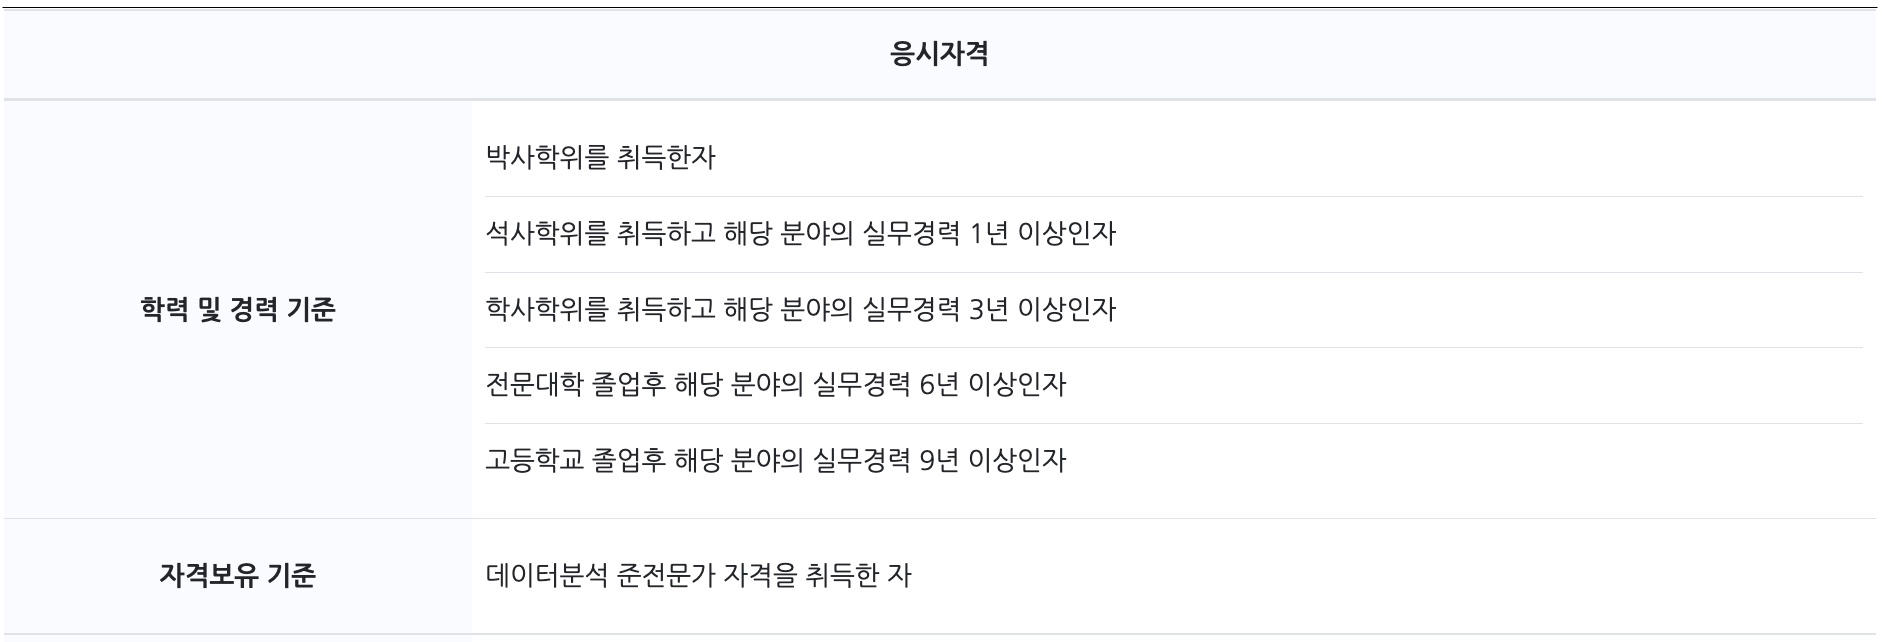 응시자격
학력 및 경력 기준
박사학위를 취득한자
석사학위를 취득하고 해당 분야의 실무경력 1년 이상인자
학사학위를 취득하고 해당 분야의 실무경력 3년 이상인자
전문대학 졸업후 해당 분야의 실무경력 6년 이상인자
고등학교 졸업후 해당 분야의 실무경력 9년 이상인자
자격보유 기준
데이터분석 준전문가 자격을 취득한 자